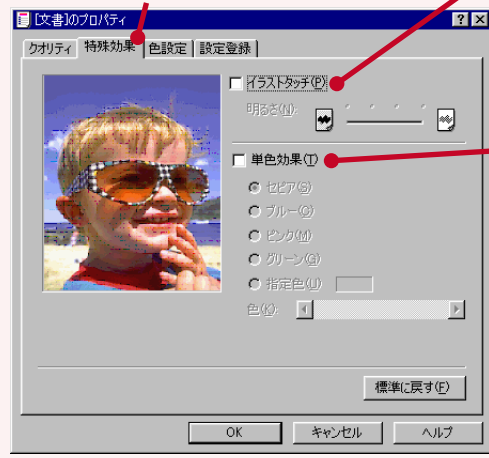 [文書]のプロパティ
クオリティ 特殊効果 色設定 設定登録
イラストタッチ(P)
明るさ(N):
単色効果(T)
セピア(S)
ブルー(O)
ピンク(M)
グリーン(G)
指定色(U)
色(K):
標準に戻す(F)
OK キャンセル ヘルプ